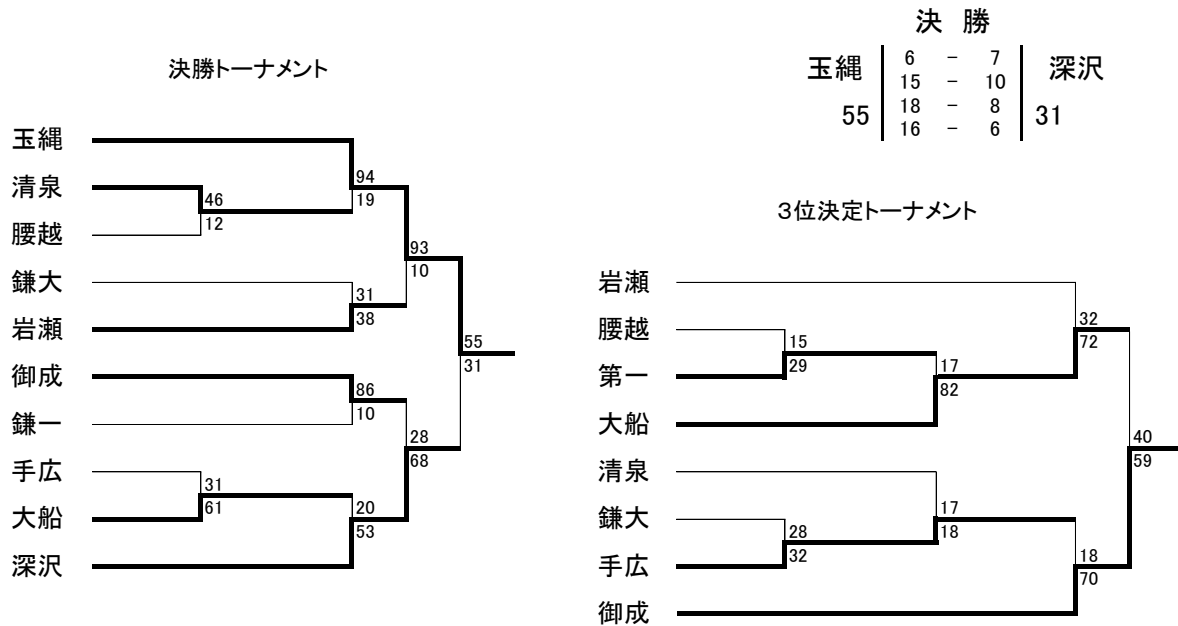 決 勝
玉縄 深沢
6 - 7
15 - 10
18 - 8
16 - 6
55 31
決勝トーナメント
玉縄
清泉
腰越
鎌大
岩瀬
御成
鎌一
手広
大船
深沢
46
12
94
19
31
38
93
10
86
10
31
61
20
53
28
68
55
31
3位決定トーナメント
岩瀬
腰越
第一
大船
清泉
鎌大
手広
御成
15
29
17
82
32
72
28
32
17
18
18
70
40
59